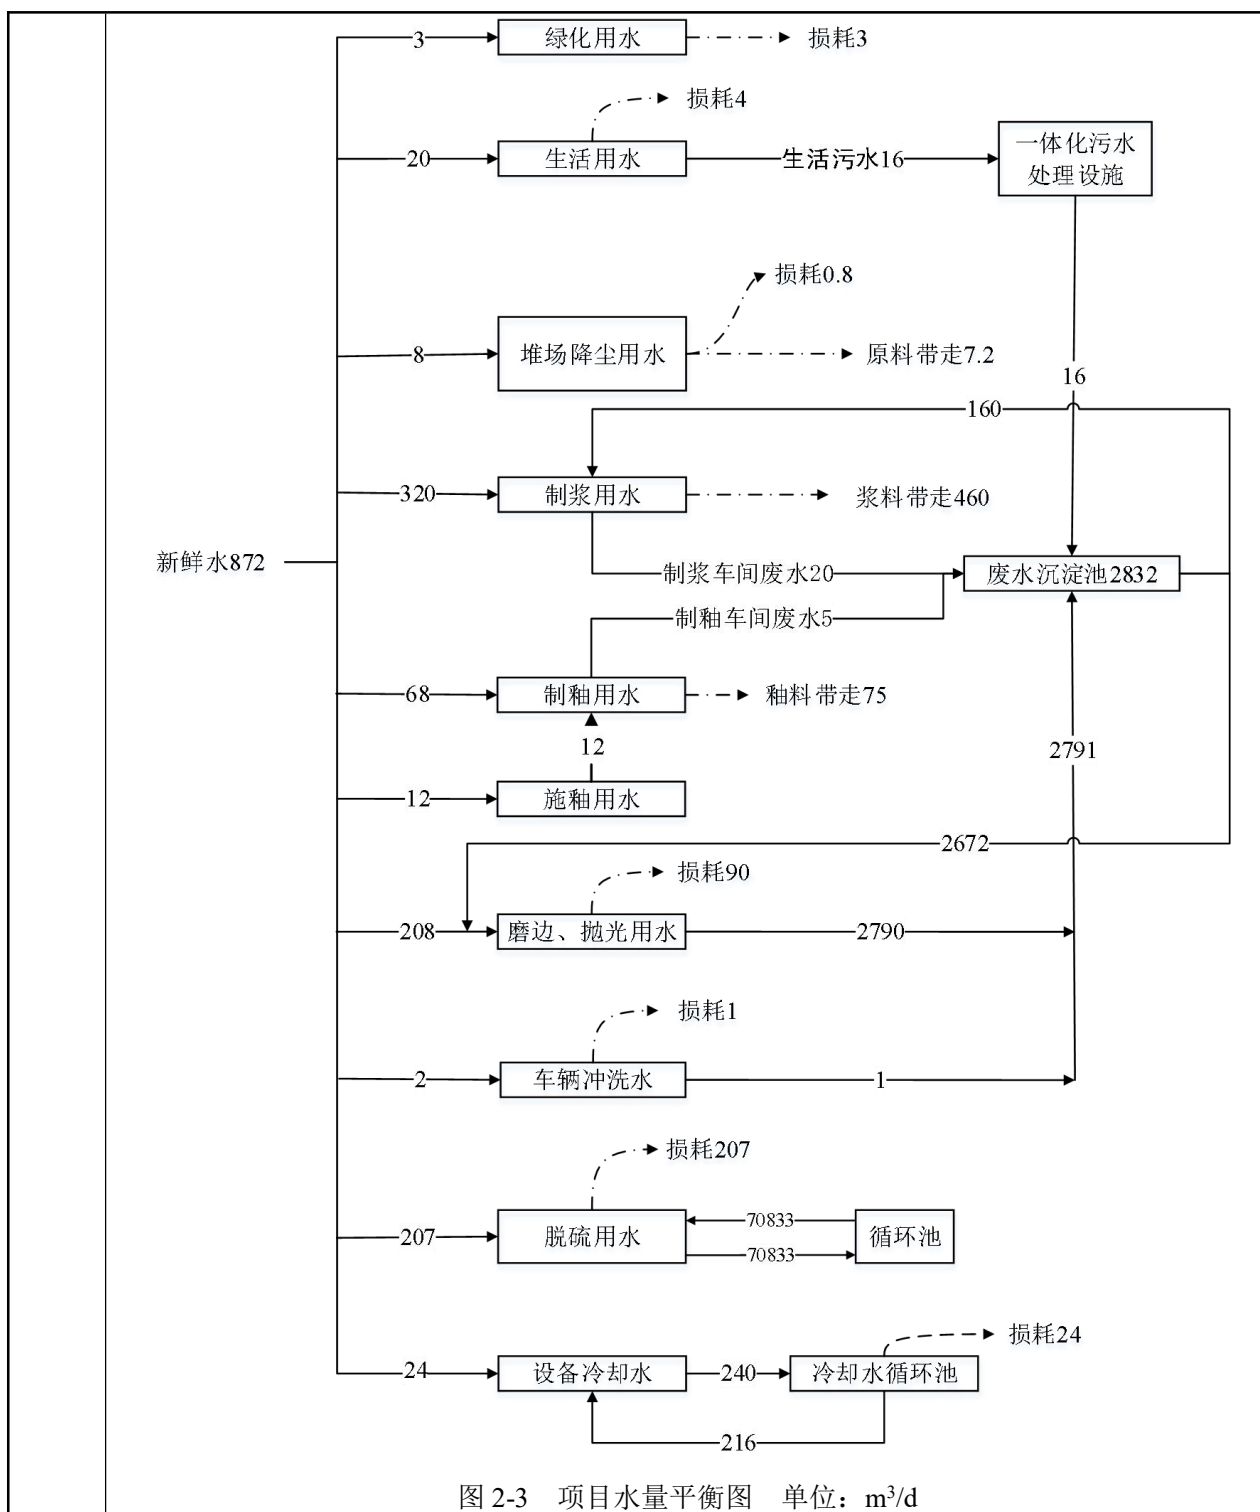 3
绿化用水
损耗3
损耗4
20
生活用水
生活污水16
一体化污水
处理设施
损耗0.8
8
堆场降尘用水
原料带走7.2
16
160
320
制浆用水
浆料带走460
新鲜水872
制浆车间废水20
废水沉淀池2832
制釉车间废水5
68
制釉用水
釉料带走75
12
2791
12
施釉用水
2672
损耗90
208
磨边、抛光用水
2790
损耗1
2
车辆冲洗水
1
损耗207
207
脱硫用水
70833
70833
循环池
损耗24
24
设备冷却水
240
冷却水循环池
216
图 2-3 项目水量平衡图 单位：m³/d